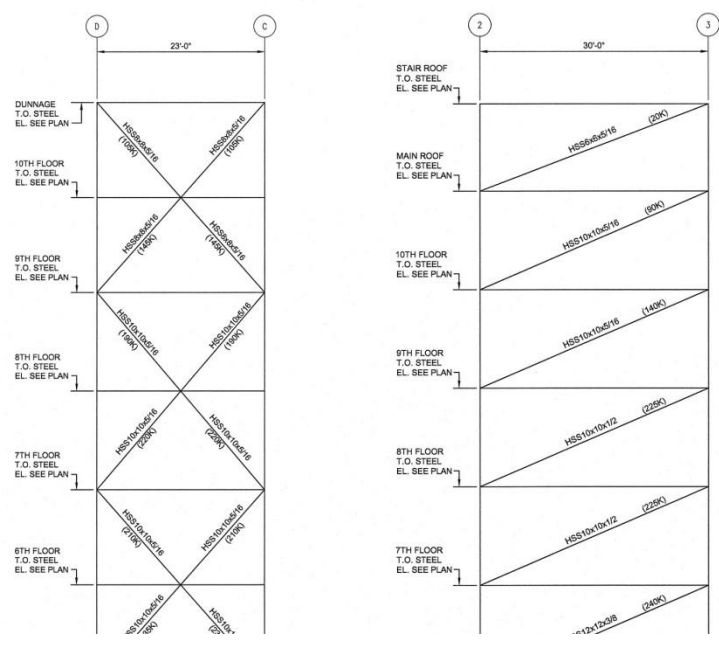 D
C
23'-0"
DUNNAGE
T.O. STEEL
EL. SEE PLAN
HSS8x8x5/16
(105K)
HSS8x8x5/16
(105K)
10TH FLOOR
T.O. STEEL
EL. SEE PLAN
HSS8x8x5/16
(145K)
HSS8x8x5/16
(145K)
9TH FLOOR
T.O. STEEL
EL. SEE PLAN
HSS10x10x5/16
(190K)
HSS10x10x5/16
(190K)
8TH FLOOR
T.O. STEEL
EL. SEE PLAN
HSS10x10x5/16
(220K)
HSS10x10x5/16
(220K)
7TH FLOOR
T.O. STEEL
EL. SEE PLAN
HSS10x10x5/16
(210K)
HSS10x10x5/16
(210K)
6TH FLOOR
T.O. STEEL
EL. SEE PLAN
2
3
30'-0"
STAIR ROOF
T.O. STEEL
EL. SEE PLAN
HSS6x6x5/16 (20K)
MAIN ROOF
T.O. STEEL
EL. SEE PLAN
HSS10x10x5/16 (90K)
10TH FLOOR
T.O. STEEL
EL. SEE PLAN
HSS10x10x5/16 (140K)
9TH FLOOR
T.O. STEEL
EL. SEE PLAN
HSS10x10x1/2 (225K)
8TH FLOOR
T.O. STEEL
EL. SEE PLAN
HSS10x10x1/2 (225K)
7TH FLOOR
T.O. STEEL
EL. SEE PLAN
(240K)